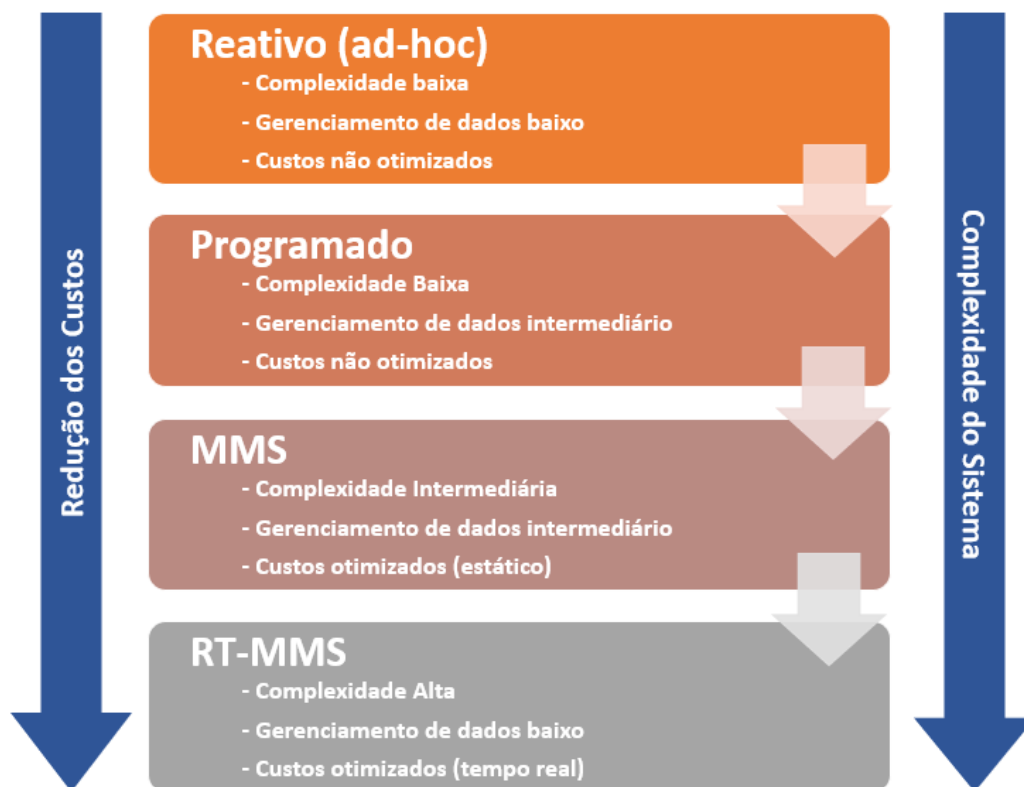 Redução dos Custos
Reativo (ad-hoc)
- Complexidade baixa
- Gerenciamento de dados baixo
- Custos não otimizados
Programado
- Complexidade Baixa
- Gerenciamento de dados intermediário
- Custos não otimizados
MMS
- Complexidade Intermediária
- Gerenciamento de dados intermediário
- Custos otimizados (estático)
RT-MMS
- Complexidade Alta
- Gerenciamento de dados baixo
- Custos otimizados (tempo real)
Complexidade do Sistema